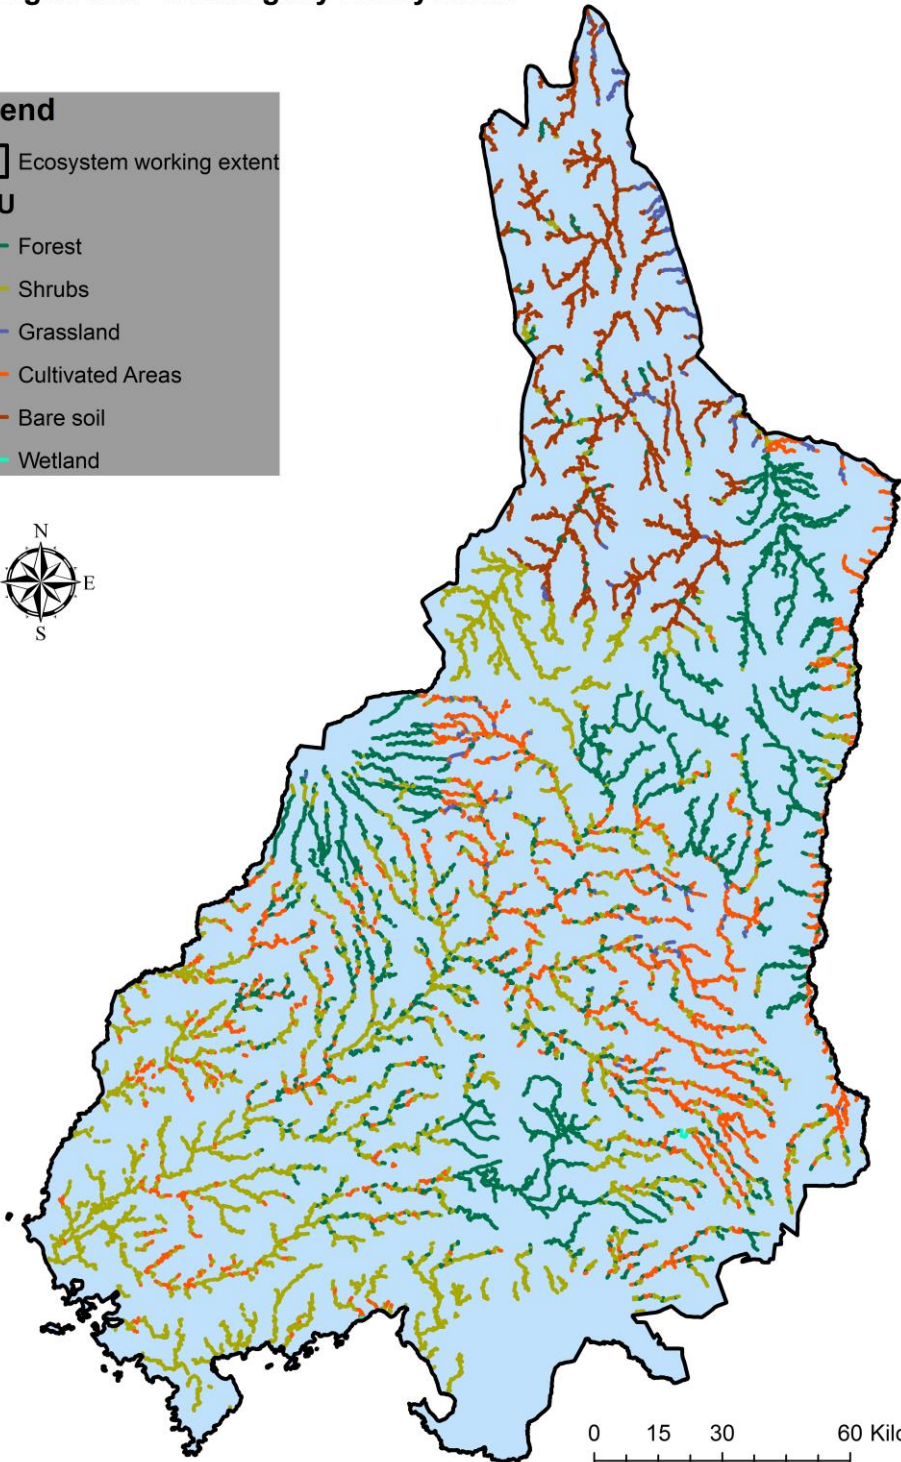 end
Ecosystem working extent
U
Forest
Shrubs
Grassland
Cultivated Areas
Bare soil
Wetland
N
E
S
0 15 30 60 Kilo